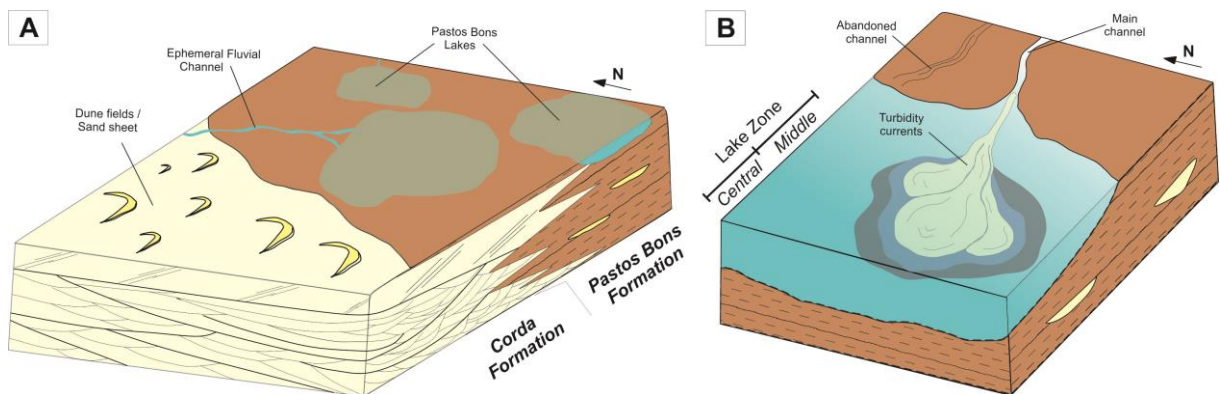 A
Ephemeral Fluvial
Channel
Pastos Bons
Lakes
N
Dune fields /
Sand sheet
Corda
Formation
Pastos Bons
Formation
B
Abandoned
channel
Main
channel
N
Turbidity
currents
Lake Zone
Central
Middle